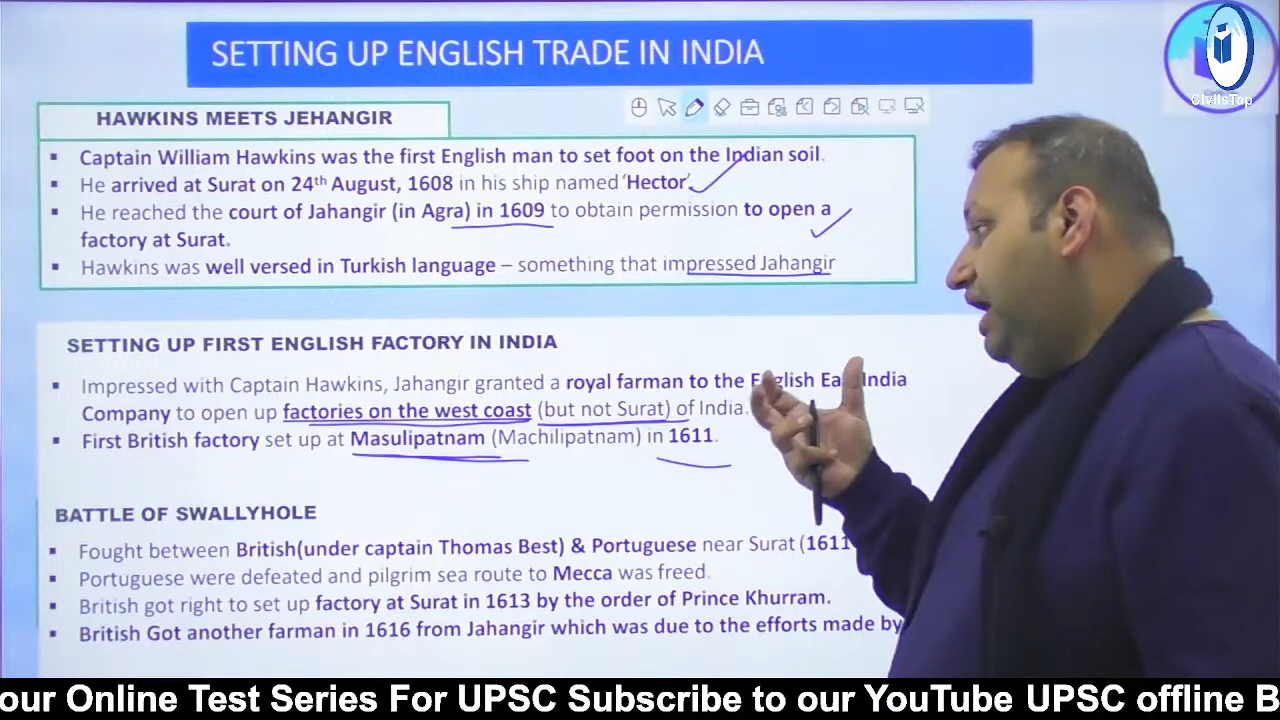 SETTING UP ENGLISH TRADE IN INDIA
CivilsTap
HAWKINS MEETS JEHANGIR
▪ Captain William Hawkins was the first English man to set foot on the Indian soil.
▪ He arrived at Surat on 24th August, 1608 in his ship named 'Hector'.
▪ He reached the court of Jahangir (in Agra) in 1609 to obtain permission to open a
factory at Surat.
▪ Hawkins was well versed in Turkish language – something that impressed Jahangir
SETTING UP FIRST ENGLISH FACTORY IN INDIA
▪ Impressed with Captain Hawkins, Jahangir granted a royal farman to the English East India
Company to open up factories on the west coast (but not Surat) of India.
▪ First British factory set up at Masulipatnam (Machilipatnam) in 1611.
BATTLE OF SWALLYHOLE
▪ Fought between British(under captain Thomas Best) & Portuguese near Surat (1611
▪ Portuguese were defeated and pilgrim sea route to Mecca was freed.
▪ British got right to set up factory at Surat in 1613 by the order of Prince Khurram.
▪ British Got another farman in 1616 from Jahangir which was due to the efforts made by
our Online Test Series For UPSC Subscribe to our YouTube UPSC offline B